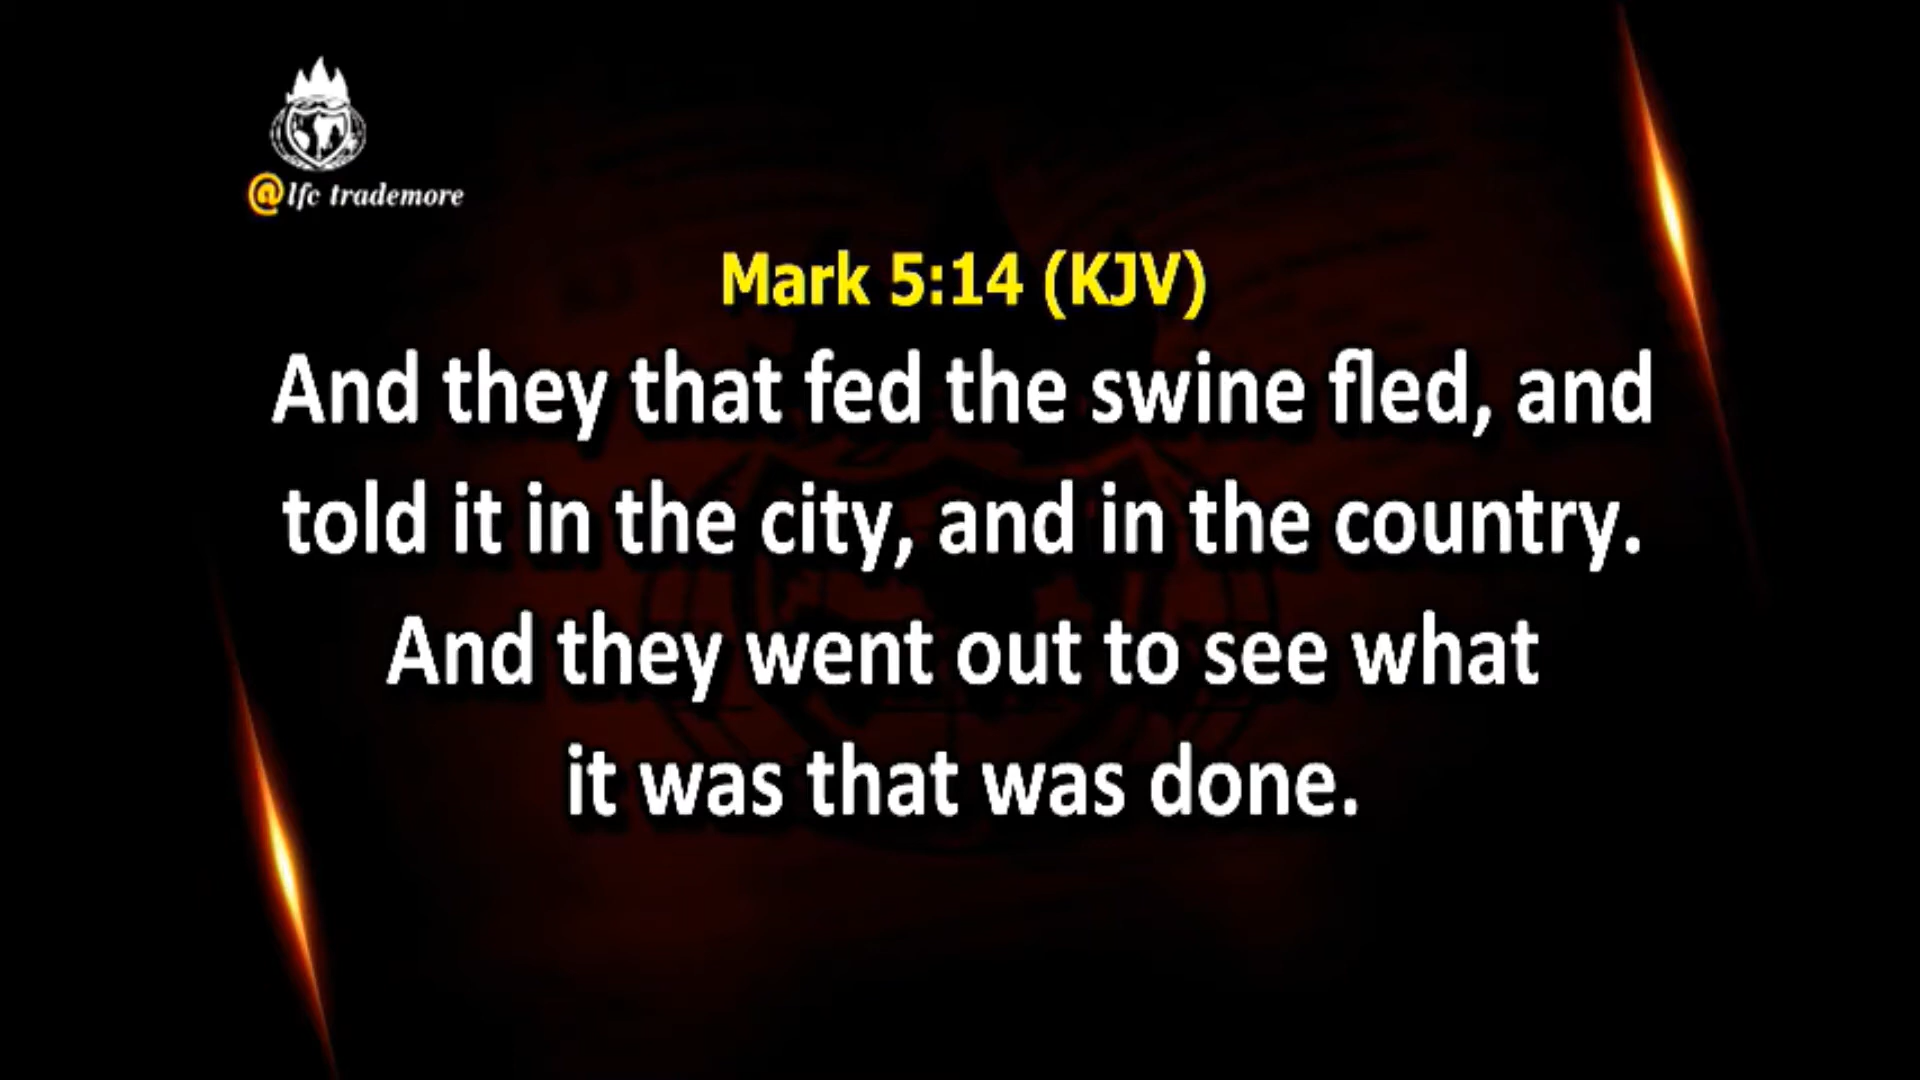 @lfc trademore
Mark 5:14 (KJV)
And they that fed the swine fled, and
told it in the city, and in the country.
And they went out to see what
it was that was done.